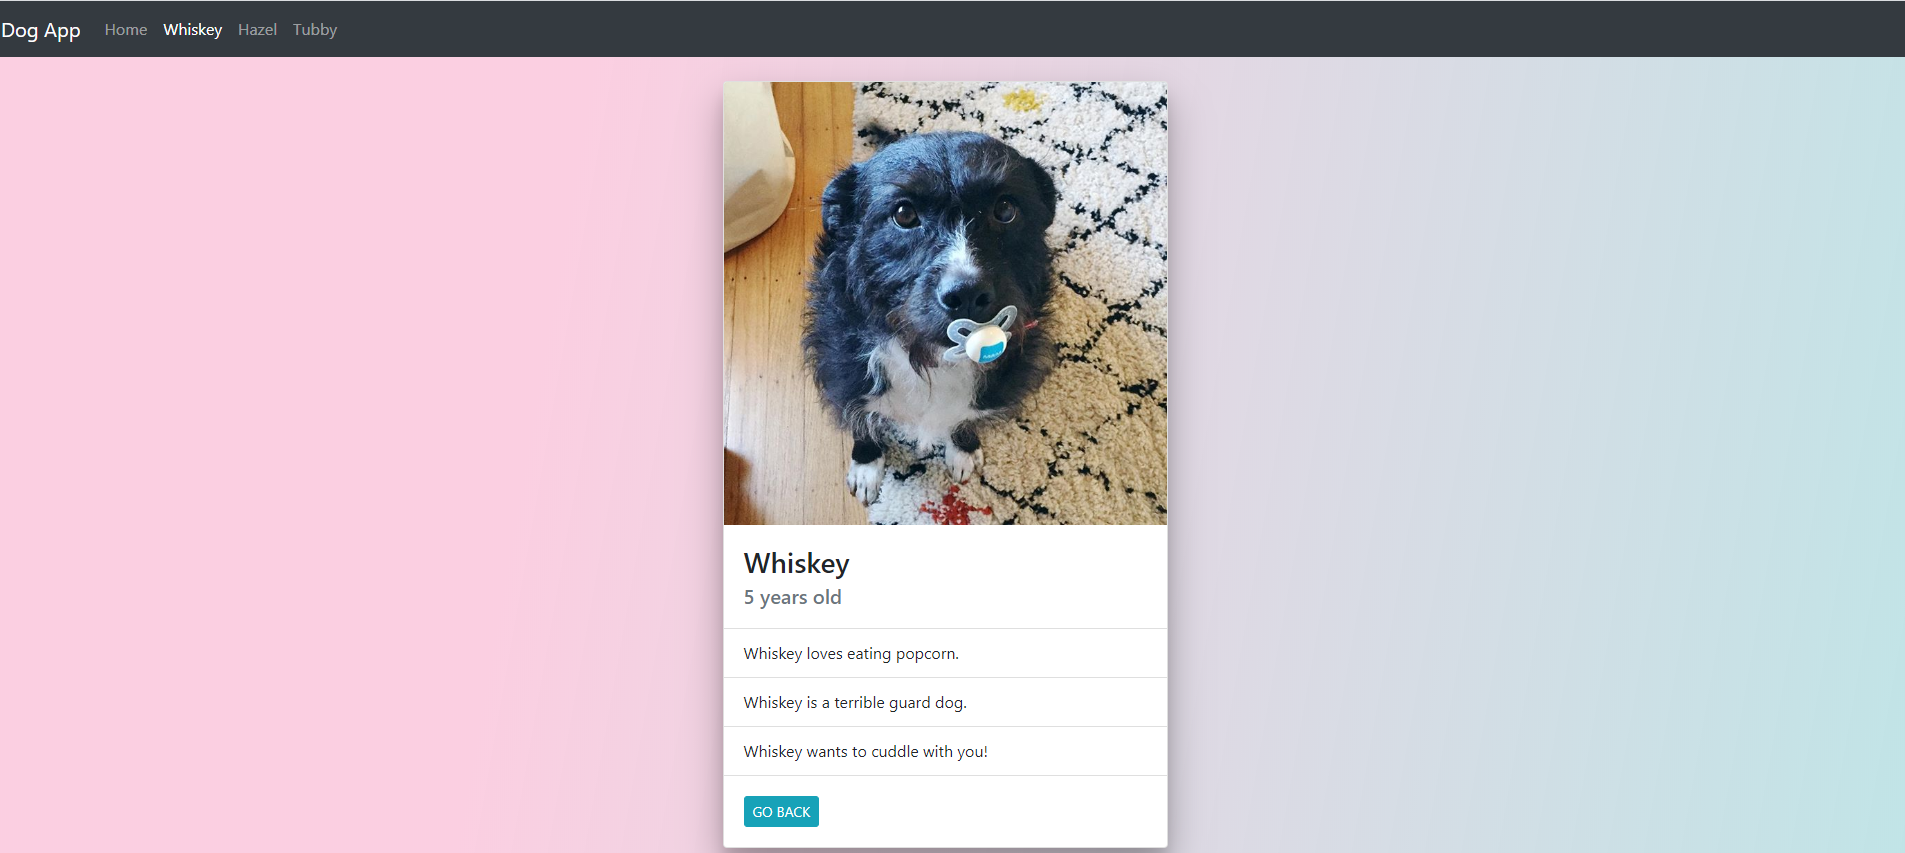 Dog App Home Whiskey Hazel Tubby
Whiskey
5 years old
Whiskey loves eating popcorn.
Whiskey is a terrible guard dog.
Whiskey wants to cuddle with you!
GO BACK